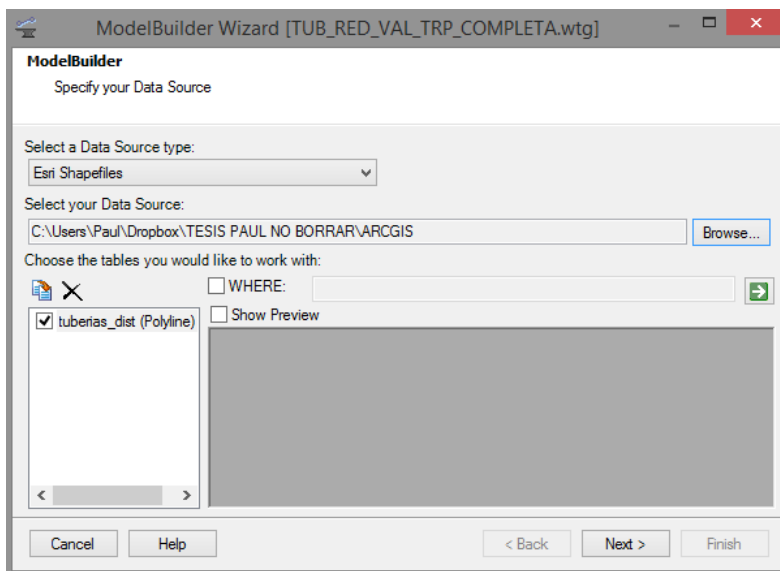 ModelBuilder Wizard [TUB_RED_VAL_TRP_COMPLETA.wtg]
ModelBuilder
Specify your Data Source
Select a Data Source type:
Esri Shapefiles
Select your Data Source:
C:\Users\Paul\Dropbox\TESIS PAUL NO BORRAR\ARCGIS
Browse...
Choose the tables you would like to work with:
WHERE:
Show Preview
tuberias_dist (Polyline)
Cancel
Help
< Back
Next >
Finish